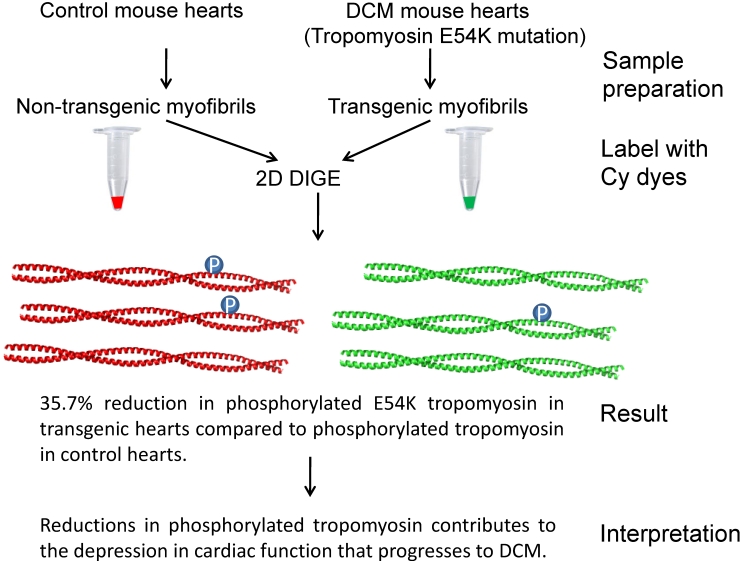 Control mouse hearts
DCM mouse hearts
(Tropomyosin E54K mutation)
Sample
preparation
Non-transgenic myofibrils
Transgenic myofibrils
Label with
Cy dyes
2D DIGE
P
P
P
35.7% reduction in phosphorylated E54K tropomyosin in
transgenic hearts compared to phosphorylated tropomyosin
in control hearts.
Result
Reductions in phosphorylated tropomyosin contributes to
the depression in cardiac function that progresses to DCM.
Interpretation